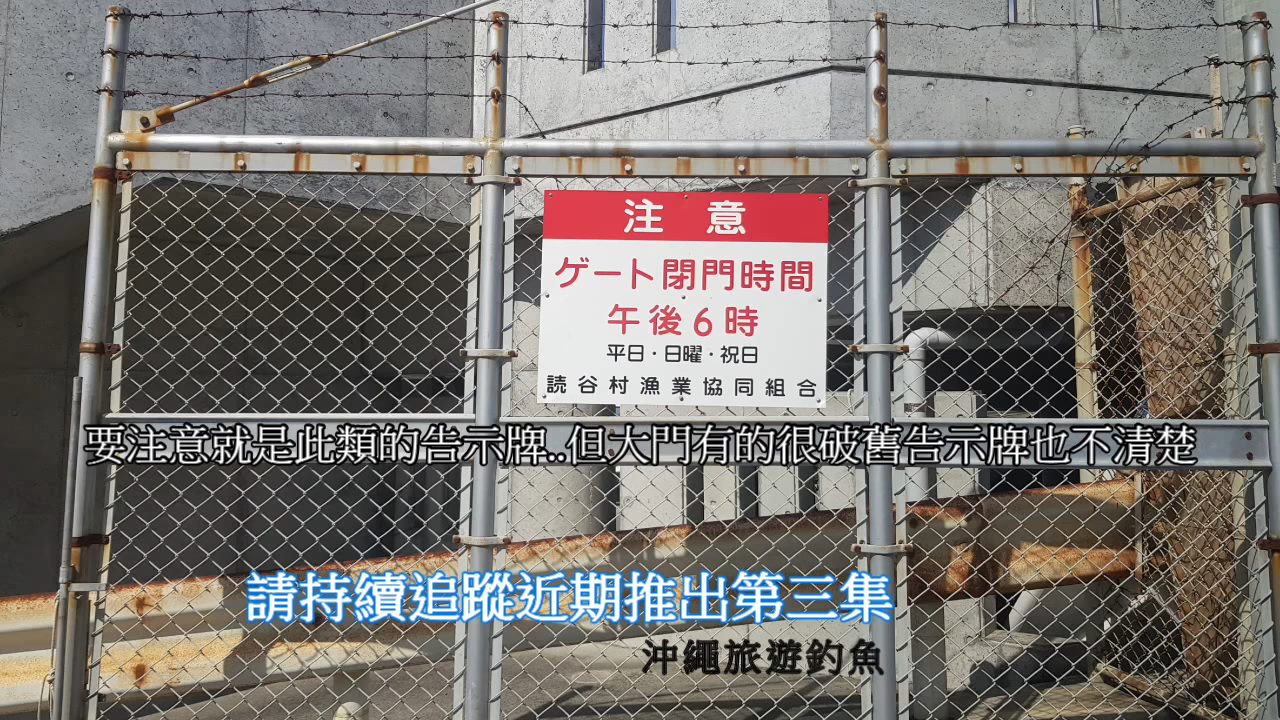 注意
ゲート閉門時間
午後6時
平日・日曜・祝日
読谷村漁業協同組合
要注意就是此類的告示牌..但大門有的很破舊告示牌也不清楚
請持續追蹤近期推出第三集
沖繩旅遊釣魚